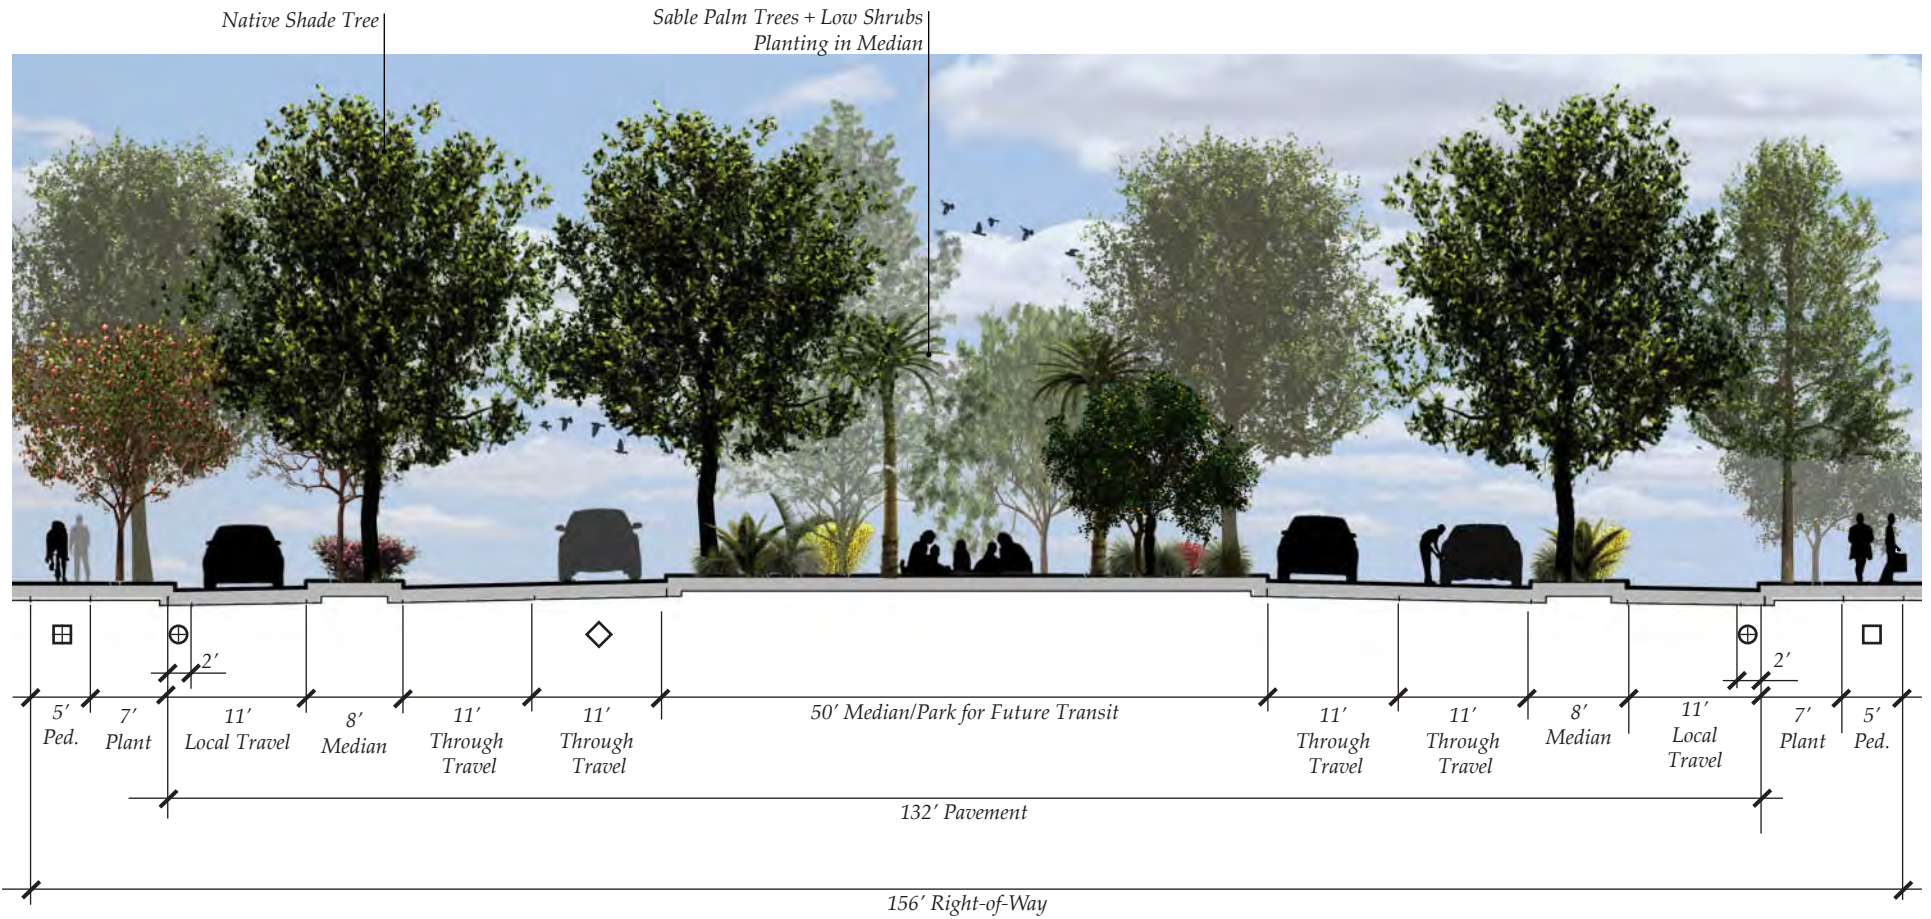 Native Shade Tree
Sable Palm Trees + Low Shrubs
Planting in Median
2’
2’
5’
Ped.
7’
Plant
11’
Local Travel
8’
Median
11’
Through
Travel
11’
Through
Travel
50’ Median/Park for Future Transit
11’
Through
Travel
11’
Through
Travel
8’
Median
11’
Local
Travel
7’
Plant
5’
Ped.
132’ Pavement
156’ Right-of-Way